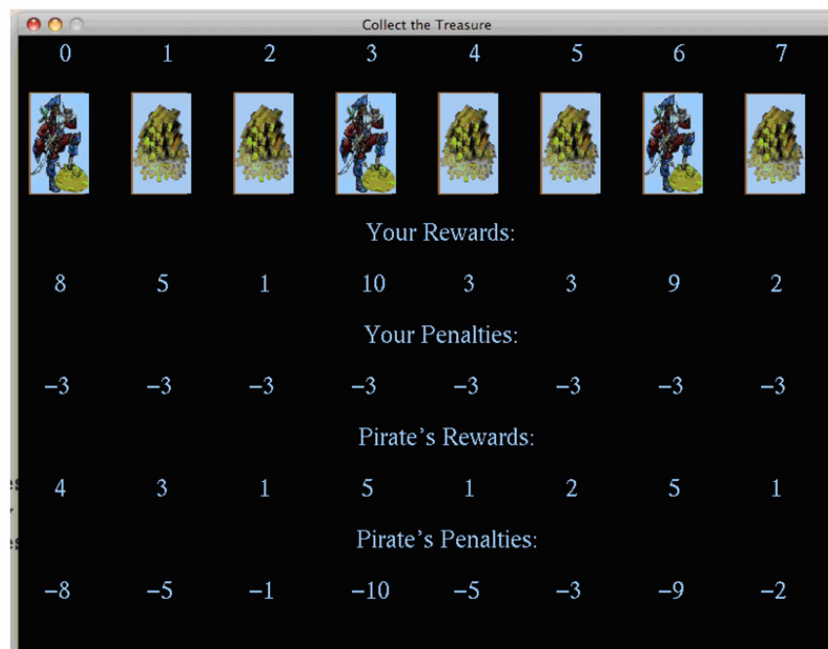 Collect the Treasure
0 1 2 3 4 5 6 7
Your Rewards:
8 5 1 10 3 3 9 2
Your Penalties:
−3 −3 −3 −3 −3 −3 −3 −3
Pirate's Rewards:
4 3 1 5 1 2 5 1
Pirate's Penalties:
−8 −5 −1 −10 −5 −3 −9 −2